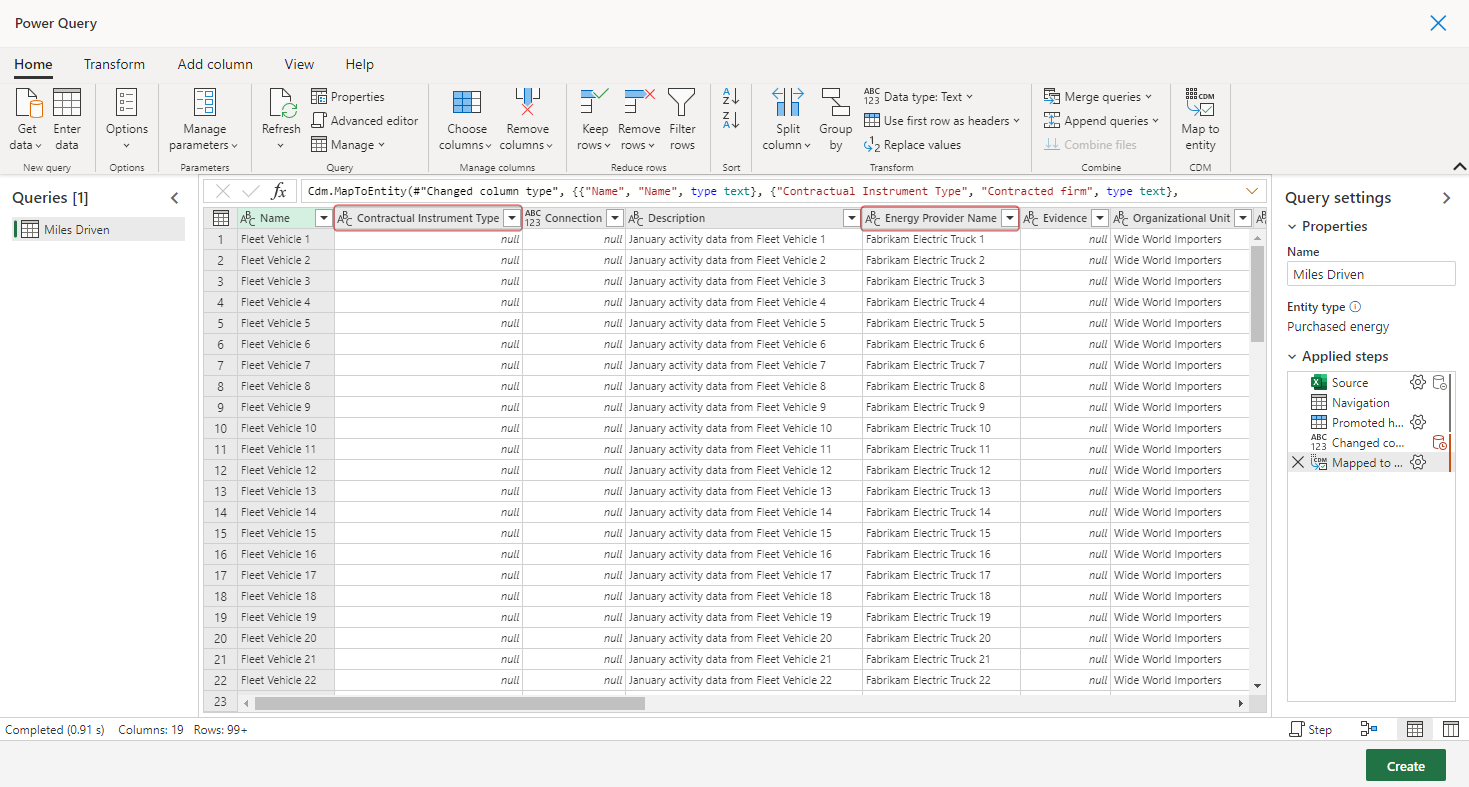 Power Query
Home Transform Add column View Help
Get data Enter data Options Manage parameters Refresh Properties Advanced editor Manage Choose columns Remove columns Keep rows Remove rows Filter rows A Z Z A Split column Group by ABC 123 Data type: Text Use first row as headers 1 2 Replace values Merge queries Append queries Combine files CDM Map to entity
New query Options Parameters Query Manage columns Reduce rows Sort Transform Combine CDM
Queries [1]
Miles Driven
fx Cdm.MapToEntity(#"Changed column type", {{"Name", "Name", type text}, {"Contractual Instrument Type", "Contracted firm", type text},
ABC Name ABC Contractual Instrument Type ABC 123 Connection ABC Description ABC Energy Provider Name ABC Evidence ABC Organizational Unit
1 Fleet Vehicle 1 null null January activity data from Fleet Vehicle 1 Fabrikam Electric Truck 1 null Wide World Importers
2 Fleet Vehicle 2 null null January activity data from Fleet Vehicle 2 Fabrikam Electric Truck 2 null Wide World Importers
3 Fleet Vehicle 3 null null January activity data from Fleet Vehicle 3 Fabrikam Electric Truck 3 null Wide World Importers
4 Fleet Vehicle 4 null null January activity data from Fleet Vehicle 4 Fabrikam Electric Truck 4 null Wide World Importers
5 Fleet Vehicle 5 null null January activity data from Fleet Vehicle 5 Fabrikam Electric Truck 5 null Wide World Importers
6 Fleet Vehicle 6 null null January activity data from Fleet Vehicle 6 Fabrikam Electric Truck 6 null Wide World Importers
7 Fleet Vehicle 7 null null January activity data from Fleet Vehicle 7 Fabrikam Electric Truck 7 null Wide World Importers
8 Fleet Vehicle 8 null null January activity data from Fleet Vehicle 8 Fabrikam Electric Truck 8 null Wide World Importers
9 Fleet Vehicle 9 null null January activity data from Fleet Vehicle 9 Fabrikam Electric Truck 9 null Wide World Importers
10 Fleet Vehicle 10 null null January activity data from Fleet Vehicle 10 Fabrikam Electric Truck 10 null Wide World Importers
11 Fleet Vehicle 11 null null January activity data from Fleet Vehicle 11 Fabrikam Electric Truck 11 null Wide World Importers
12 Fleet Vehicle 12 null null January activity data from Fleet Vehicle 12 Fabrikam Electric Truck 12 null Wide World Importers
13 Fleet Vehicle 13 null null January activity data from Fleet Vehicle 13 Fabrikam Electric Truck 13 null Wide World Importers
14 Fleet Vehicle 14 null null January activity data from Fleet Vehicle 14 Fabrikam Electric Truck 14 null Wide World Importers
15 Fleet Vehicle 15 null null January activity data from Fleet Vehicle 15 Fabrikam Electric Truck 15 null Wide World Importers
16 Fleet Vehicle 16 null null January activity data from Fleet Vehicle 16 Fabrikam Electric Truck 16 null Wide World Importers
17 Fleet Vehicle 17 null null January activity data from Fleet Vehicle 17 Fabrikam Electric Truck 17 null Wide World Importers
18 Fleet Vehicle 18 null null January activity data from Fleet Vehicle 18 Fabrikam Electric Truck 18 null Wide World Importers
19 Fleet Vehicle 19 null null January activity data from Fleet Vehicle 19 Fabrikam Electric Truck 19 null Wide World Importers
20 Fleet Vehicle 20 null null January activity data from Fleet Vehicle 20 Fabrikam Electric Truck 20 null Wide World Importers
21 Fleet Vehicle 21 null null January activity data from Fleet Vehicle 21 Fabrikam Electric Truck 21 null Wide World Importers
22 Fleet Vehicle 22 null null January activity data from Fleet Vehicle 22 Fabrikam Electric Truck 22 null Wide World Importers
23
Query settings
Properties
Name
Miles Driven
Entity type
Purchased energy
Applied steps
Source
Navigation
Promoted h...
ABC 123 Changed co...
CDM Mapped to ...
Completed (0.91 s) Columns: 19 Rows: 99+ Step
Create